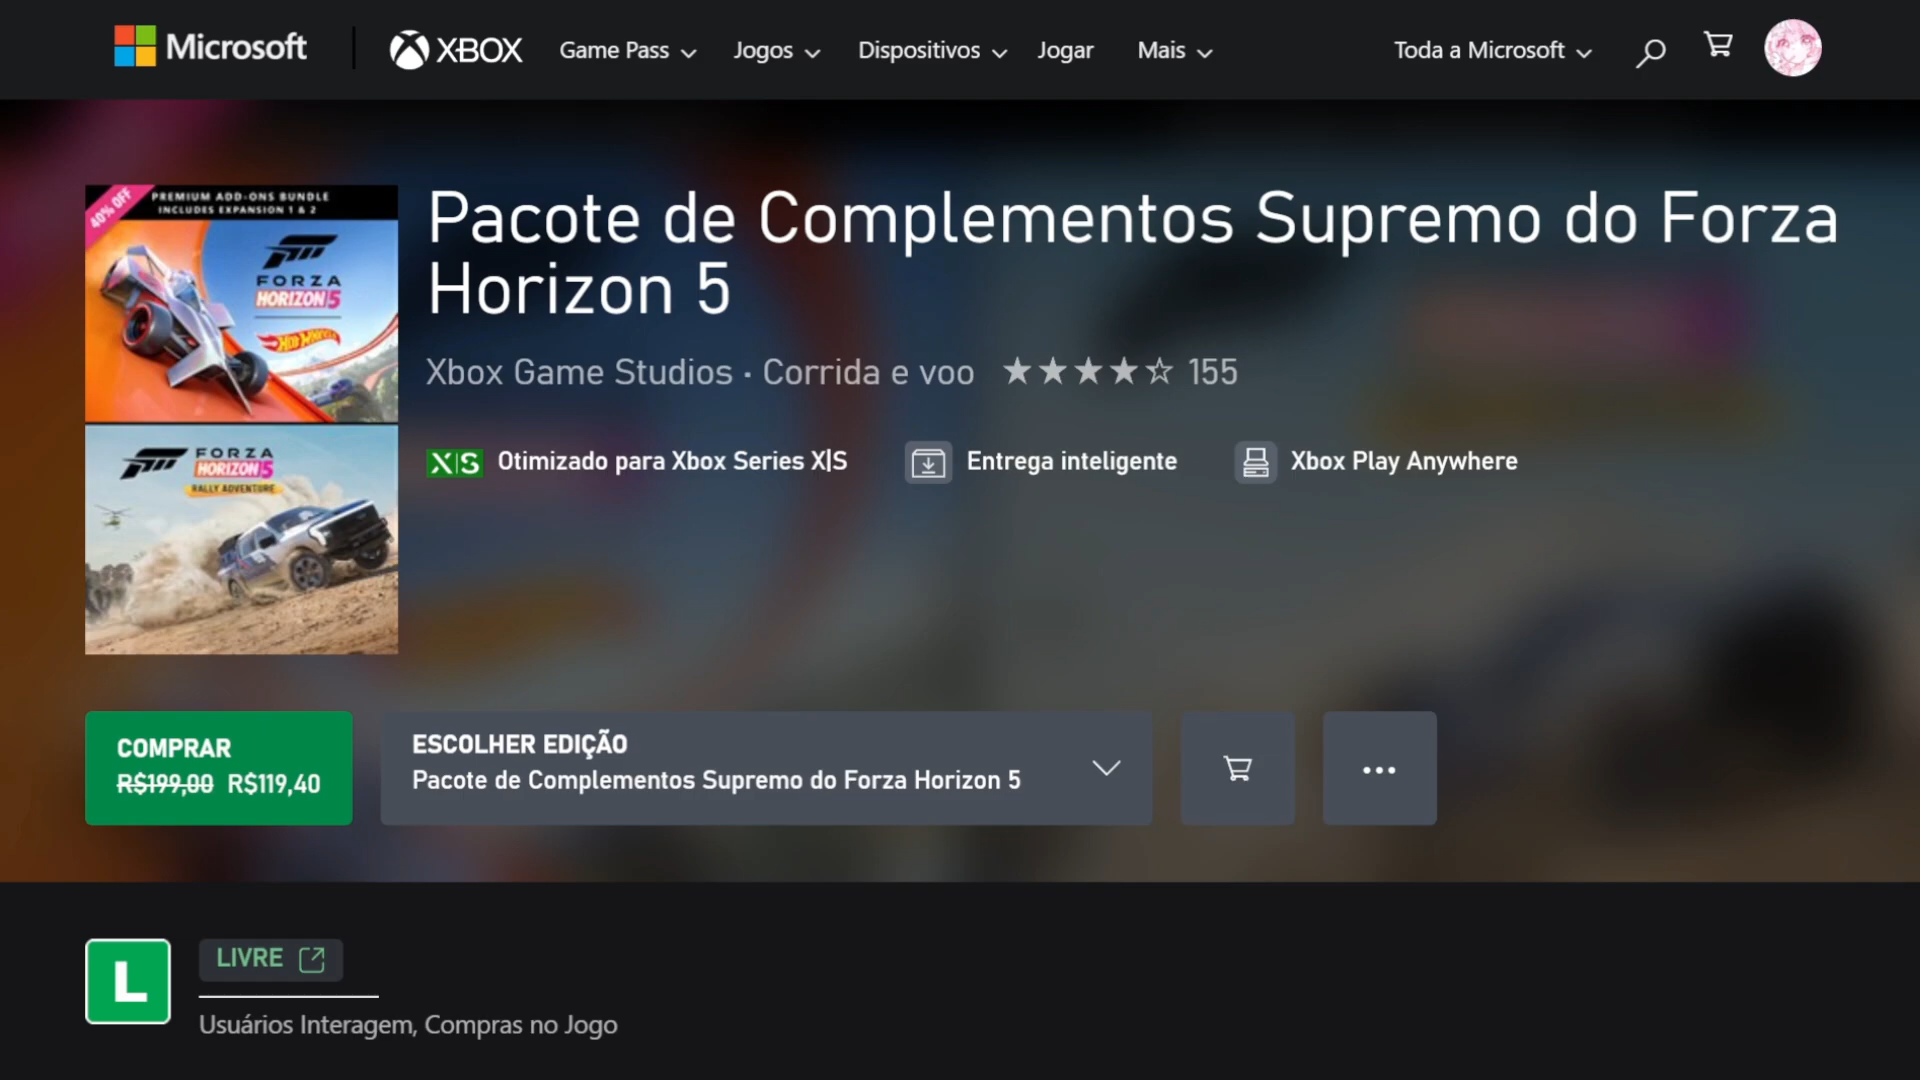 Microsoft
XBOX
Game Pass
Jogos
Dispositivos
Jogar
Mais
Toda a Microsoft
40% OFF
PREMIUM ADD-ONS BUNDLE
INCLUDES EXPANSION 1 & 2
FORZA
HORIZON 5
HOT WHEELS
FORZA
HORIZON 5
RALLY ADVENTURE
Pacote de Complementos Supremo do Forza
Horizon 5
Xbox Game Studios · Corrida e voo ★★★★☆ 155
X|S Otimizado para Xbox Series X|S
Entrega inteligente
Xbox Play Anywhere
COMPRAR
R$199,00 R$119,40
ESCOLHER EDIÇÃO
Pacote de Complementos Supremo do Forza Horizon 5
L
LIVRE
Usuários Interagem, Compras no Jogo